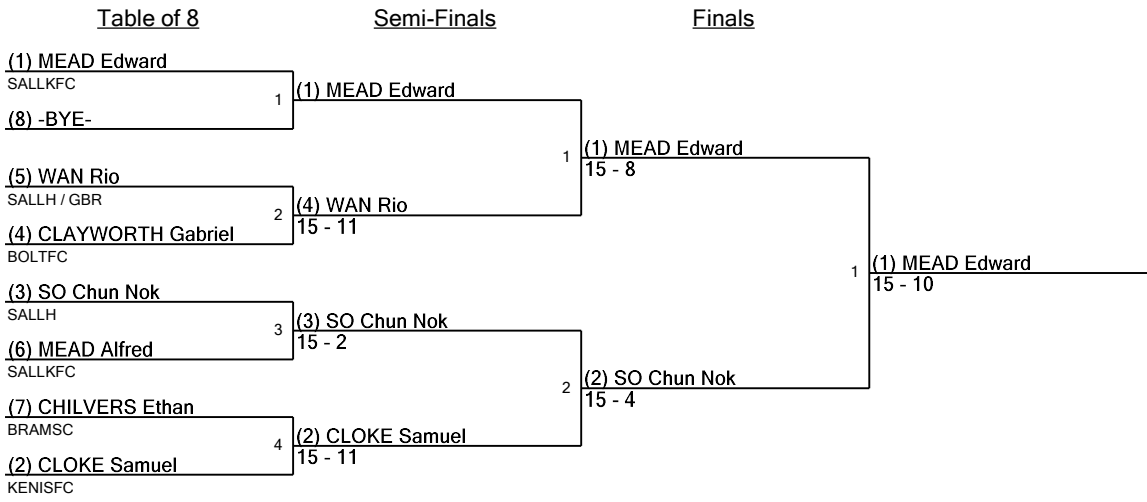 Table of 8
Semi-Finals
Finals
(1) MEAD Edward
SALLKFC
1
(8) -BYE-
(5) WAN Rio
SALLH / GBR
2
(4) CLAYWORTH Gabriel
BOLTFC
(3) SO Chun Nok
SALLH
3
(6) MEAD Alfred
SALLKFC
(7) CHILVERS Ethan
BRAMSC
4
(2) CLOKE Samuel
KENISFC
(1) MEAD Edward
1
(4) WAN Rio
15 - 11
(3) SO Chun Nok
15 - 2
2
(2) CLOKE Samuel
15 - 11
(1) MEAD Edward
15 - 8
1
(2) SO Chun Nok
15 - 4
(1) MEAD Edward
15 - 10